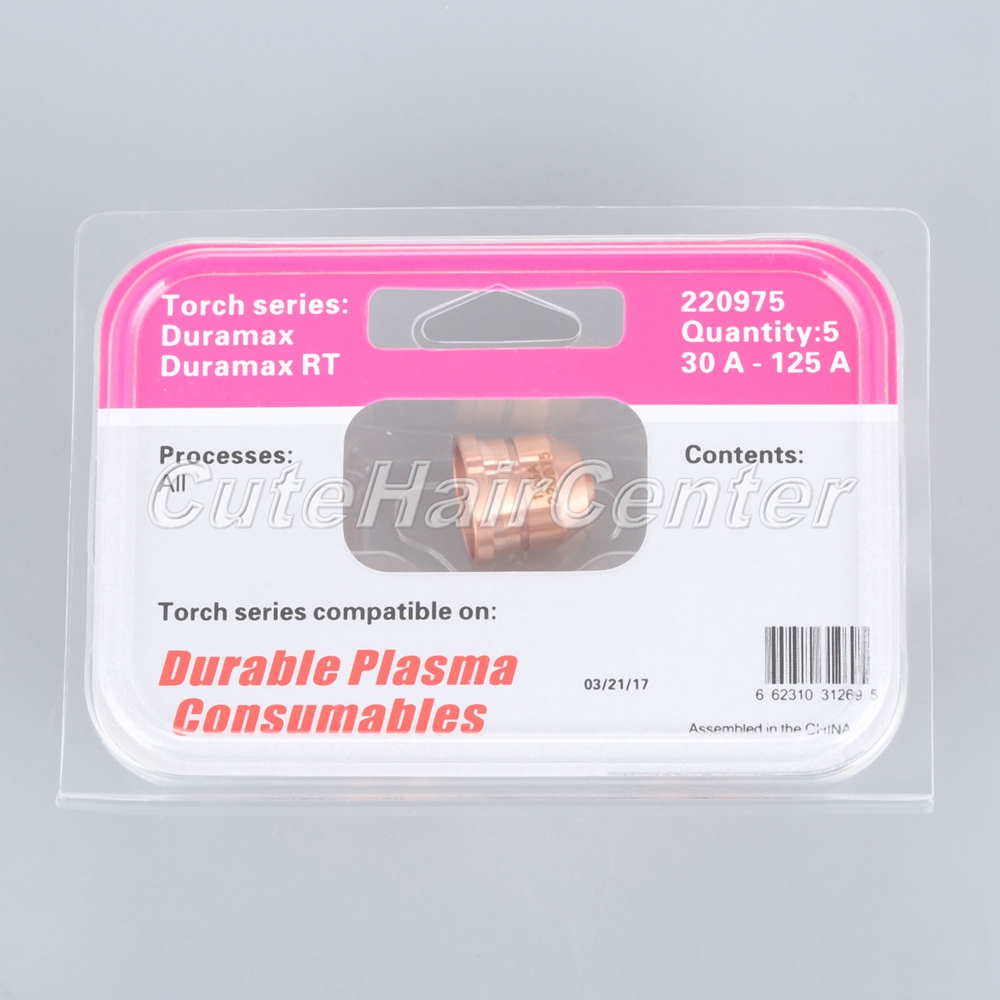 Torch series:
Duramax
Duramax RT
220975
Quantity:5
30 A - 125 A
Processes:
All
Contents:
CuteHairCenter
Torch series compatible on:
Durable Plasma
Consumables
03/21/17
6 62310 31269 5
Assembled in the CHINA